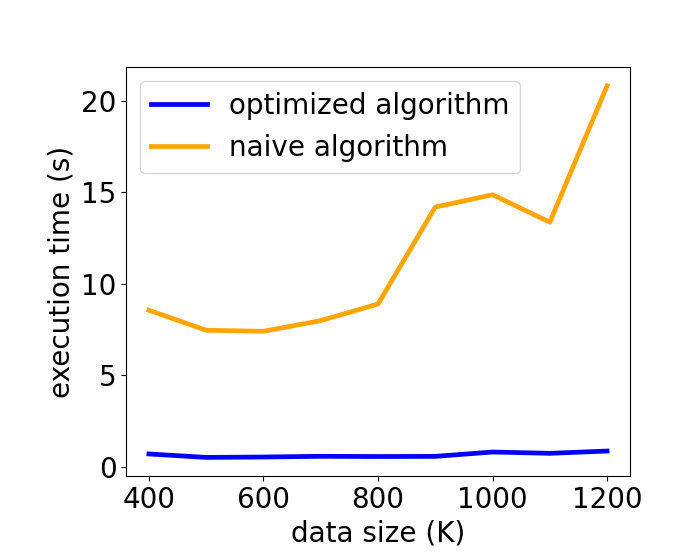 optimized algorithm
naive algorithm
execution time (s)
20
15
10
5
0
400 600 800 1000 1200
data size (K)